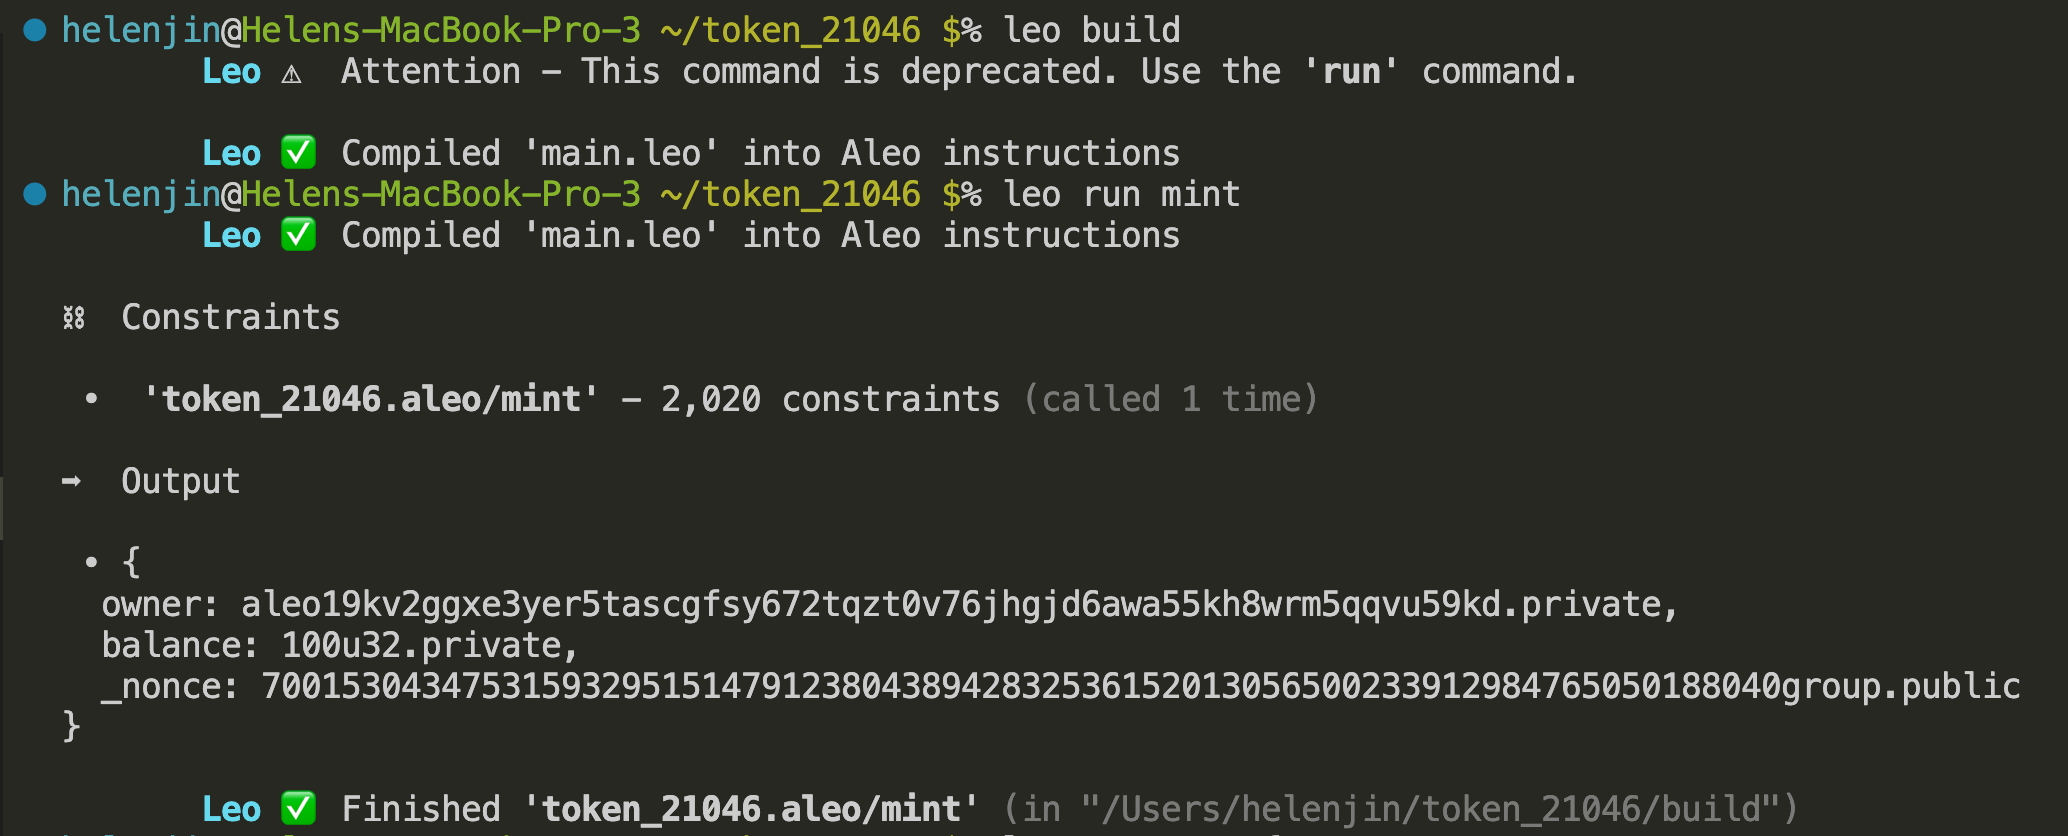 helenjin@Helens-MacBook-Pro-3 ~/token_21046 $% leo build
Leo ⚠ Attention - This command is deprecated. Use the 'run' command.
Leo ✅ Compiled 'main.leo' into Aleo instructions
helenjin@Helens-MacBook-Pro-3 ~/token_21046 $% leo run mint
Leo ✅ Compiled 'main.leo' into Aleo instructions
⛓ Constraints
• 'token_21046.aleo/mint' - 2,020 constraints (called 1 time)
➡ Output
• {
owner: aleo19kv2ggxe3yer5tascgfsy672tqzt0v76jhgjd6awa55kh8wrm5qqvu59kd.private,
balance: 100u32.private,
_nonce: 7001530434753159329515147912380438942832536152013056500233912984765050188040group.public
}
Leo ✅ Finished 'token_21046.aleo/mint' (in "/Users/helenjin/token_21046/build")